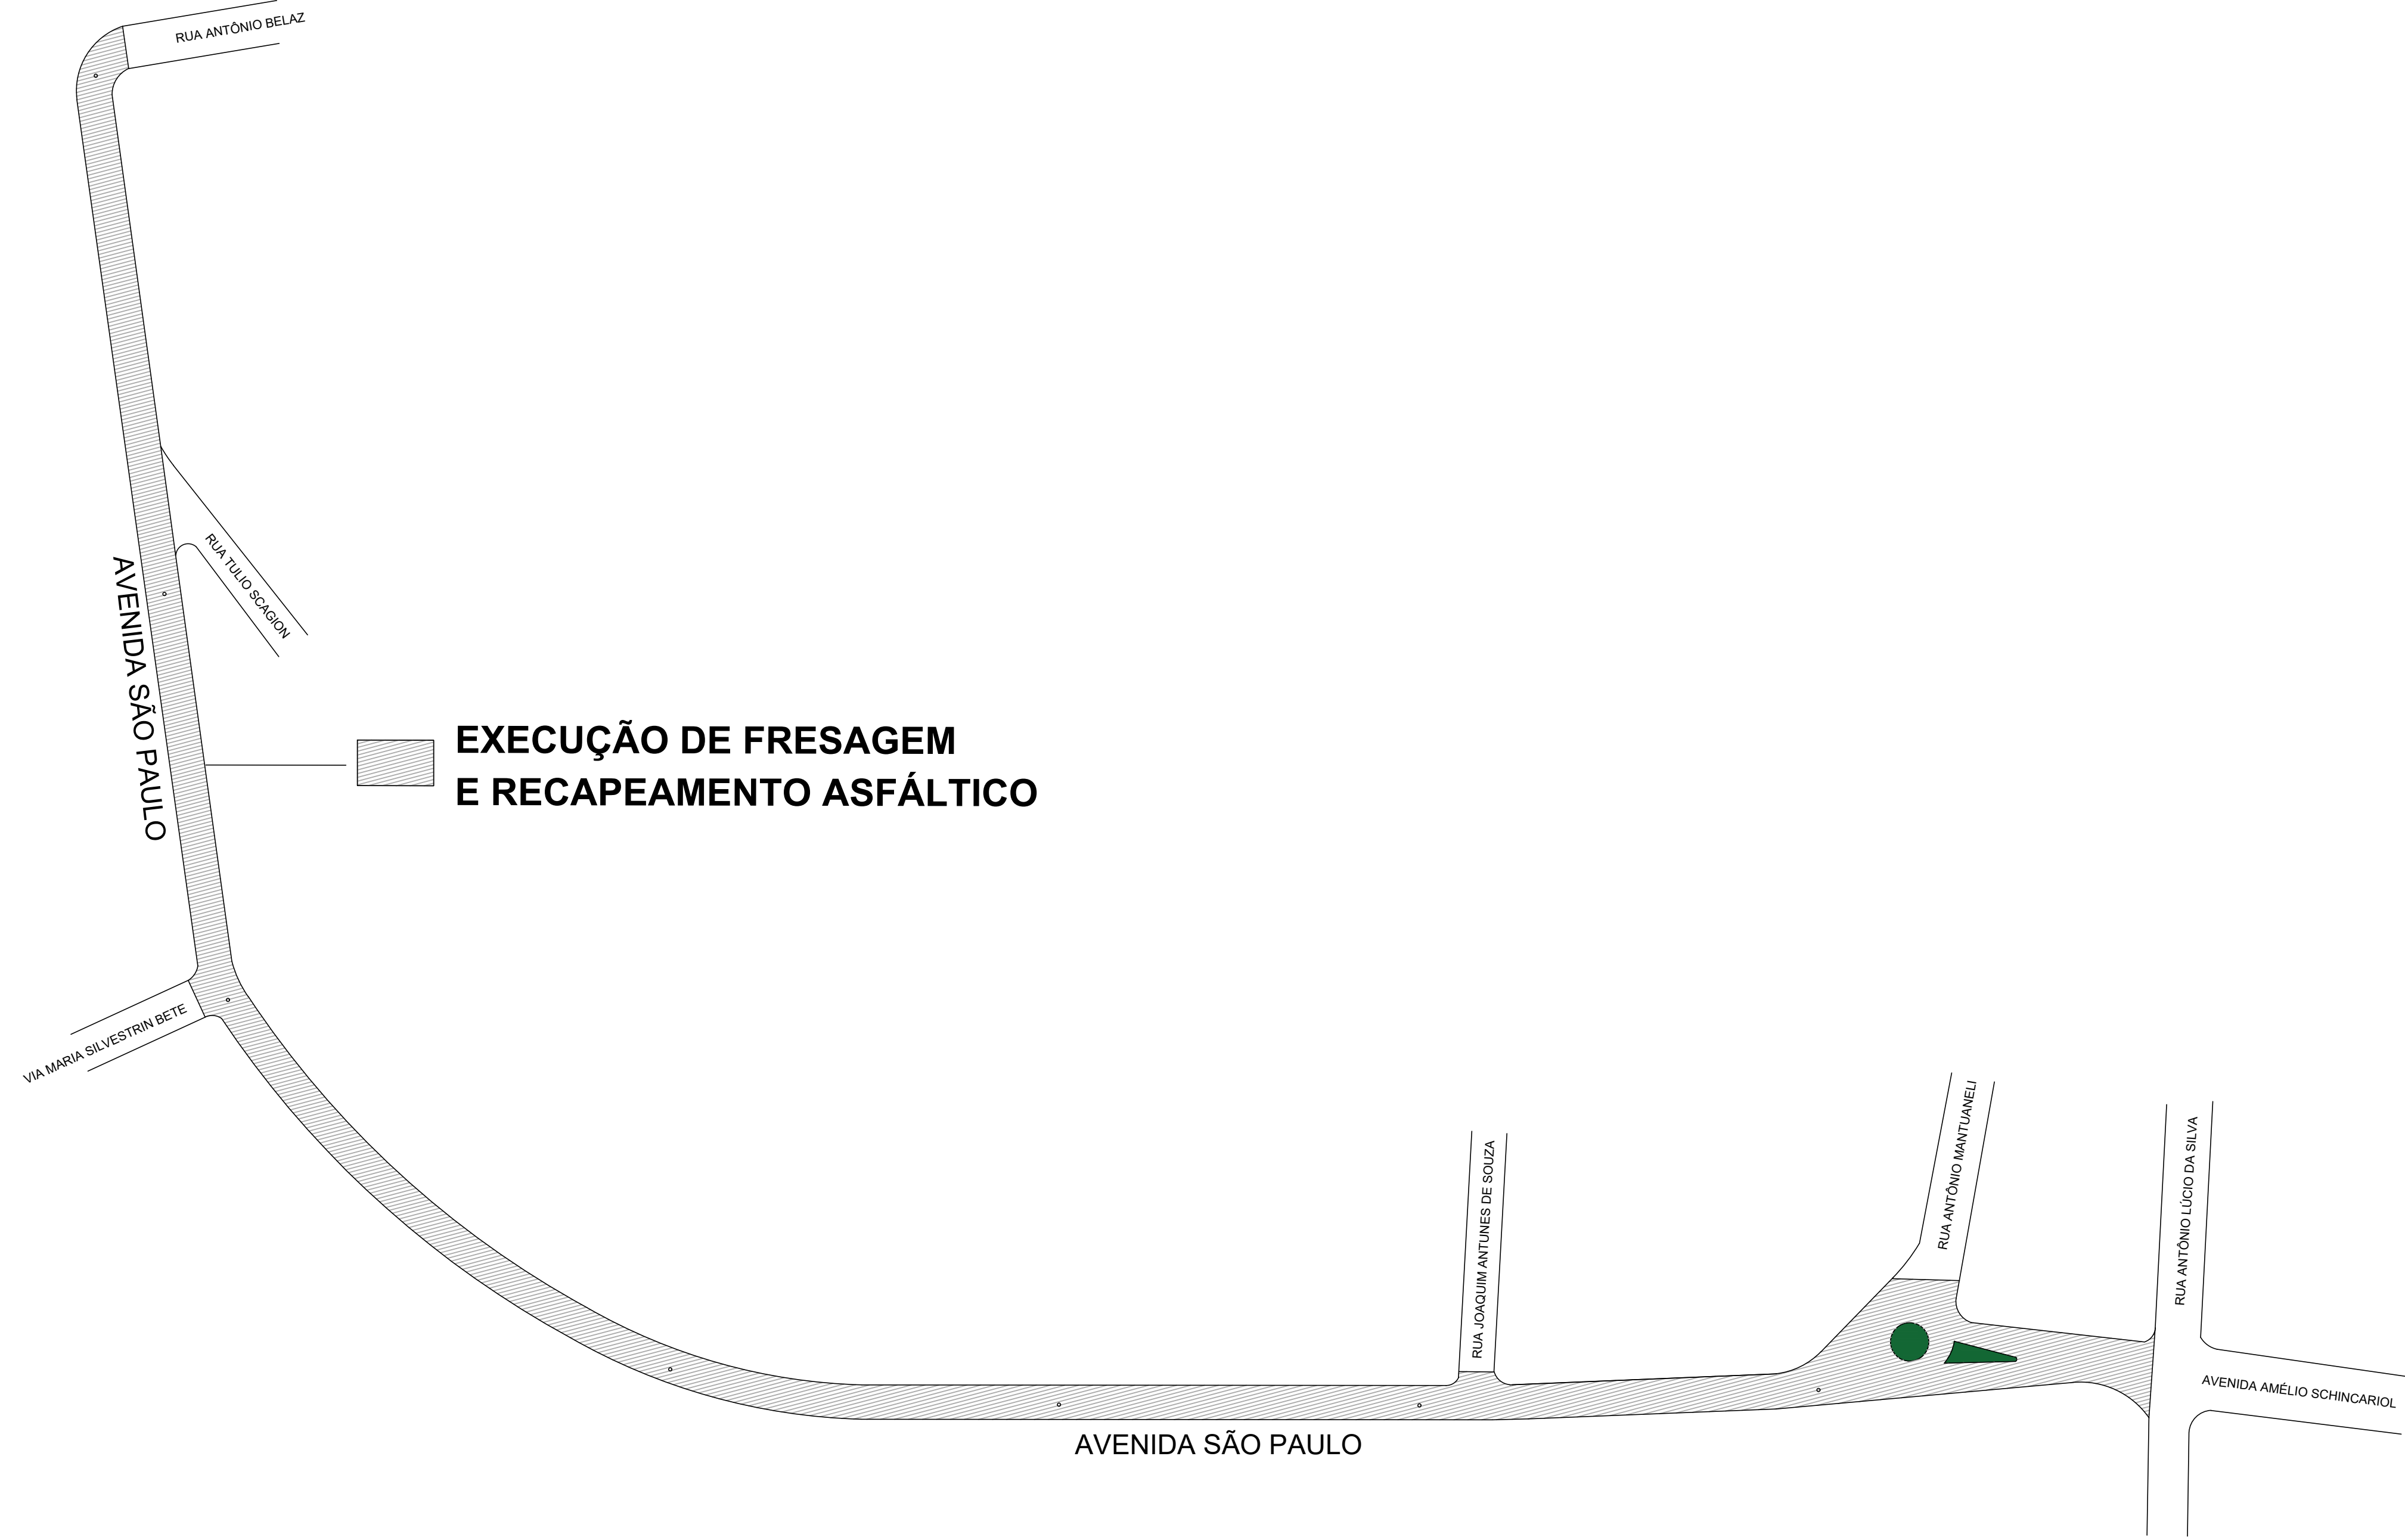 RUA ANTÔNIO BELAZ
RUA TULIO SCAGION
AVENIDA SÃO PAULO
EXECUÇÃO DE FRESAGEM
E RECAPEAMENTO ASFÁLTICO
VIA MARIA SILVESTRIN BETE
RUA JOAQUIM ANTUNES DE SOUZA
RUA ANTÔNIO MANTUANELI
RUA ANTÔNIO LÚCIO DA SILVA
AVENIDA AMÉLIO SCHINCARIOL
AVENIDA SÃO PAULO